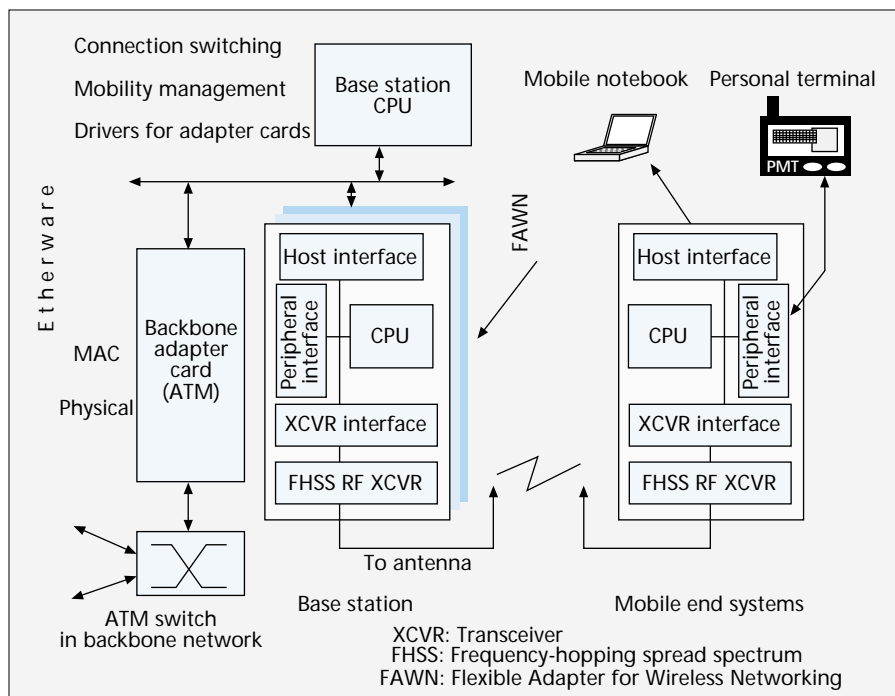 Connection switching
Mobility management
Drivers for adapter cards
Base station
CPU
Mobile notebook
Personal terminal
PMT
Etherware
MAC
Physical
Backbone
adapter
card
(ATM)
Host interface
Peripheral
interface
CPU
XCVR interface
FHSS RF XCVR
FAWN
Host interface
CPU
Peripheral
interface
XCVR interface
FHSS RF XCVR
To antenna
ATM switch
in backbone network
Base station
Mobile end systems
XCVR: Transceiver
FHSS: Frequency-hopping spread spectrum
FAWN: Flexible Adapter for Wireless Networking